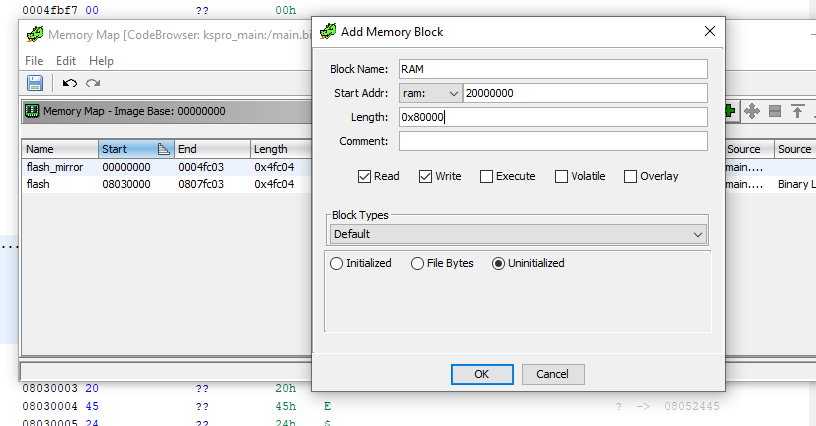 0004fbf7 00 ?? 00h
Memory Map [CodeBrowser: kspro_main:/main.bi
File Edit Help
Memory Map - Image Base: 00000000
Name Start End Length Source Source
flash_mirror 00000000 0004fc03 0x4fc04 main....
flash 08030000 0807fc03 0x4fc04 main.... Binary L
Add Memory Block
Block Name: RAM
Start Addr: ram: 20000000
Length: 0x80000
Comment:
Read Write Execute Volatile Overlay
Block Types
Default
Initialized File Bytes Uninitialized
OK Cancel
...
08030003 20 ?? 20h
08030004 45 ?? 45h E ? -> 08052445
08030005 24 ?? 24h $